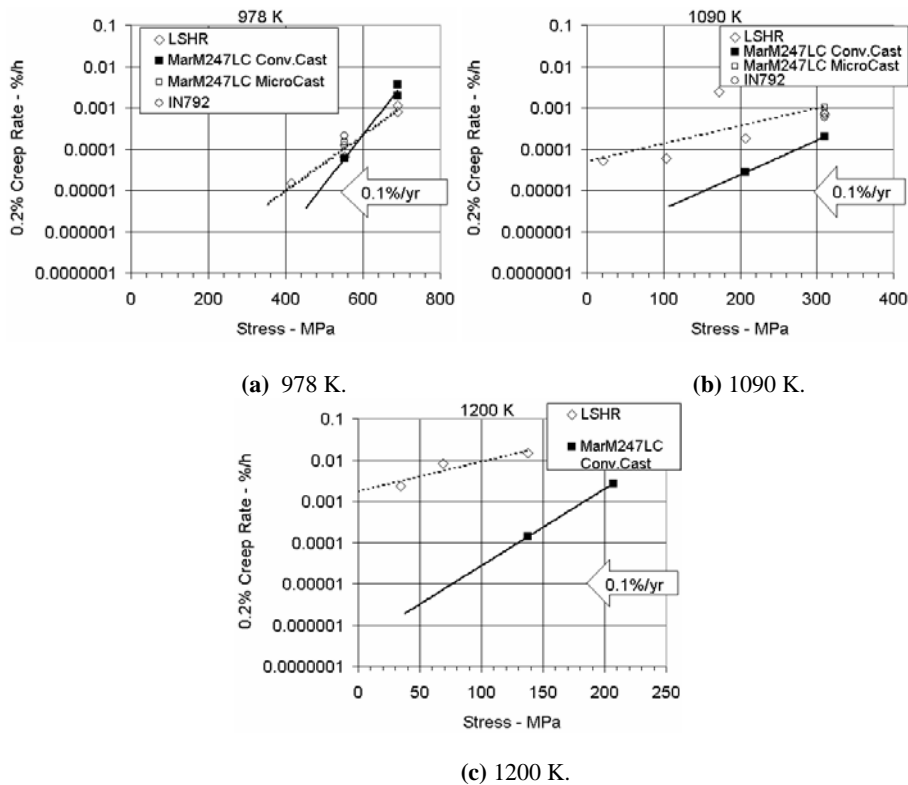 978 K
0.1
0.01
0.001
0.0001
0.00001
0.000001
0.0000001
0.2% Creep Rate - %/h
LSHR
MarM247LC Conv.Cast
MarM247LC MicroCast
IN792
0.1%/yr
0 200 400 600 800
Stress - MPa
(a) 978 K.
1090 K
0.1
0.01
0.001
0.0001
0.00001
0.000001
0.0000001
0.2% Creep Rate - %/h
LSHR
MarM247LC Conv.Cast
MarM247LC MicroCast
IN792
0.1%/yr
0 100 200 300 400
Stress - MPa
(b) 1090 K.
1200 K
0.1
0.01
0.001
0.0001
0.00001
0.000001
0.0000001
0.2% Creep Rate - %/h
LSHR
MarM247LC
Conv.Cast
0.1%/yr
0 50 100 150 200 250
Stress - MPa
(c) 1200 K.